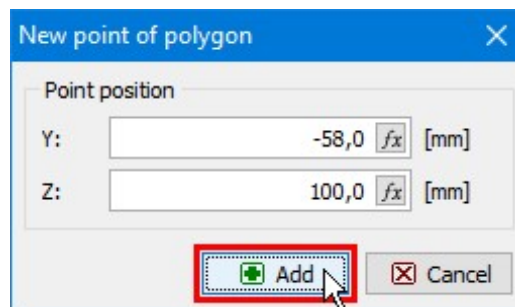 New point of polygon
Point position
Y: -58,0 fx [mm]
Z: 100,0 fx [mm]
Add Cancel